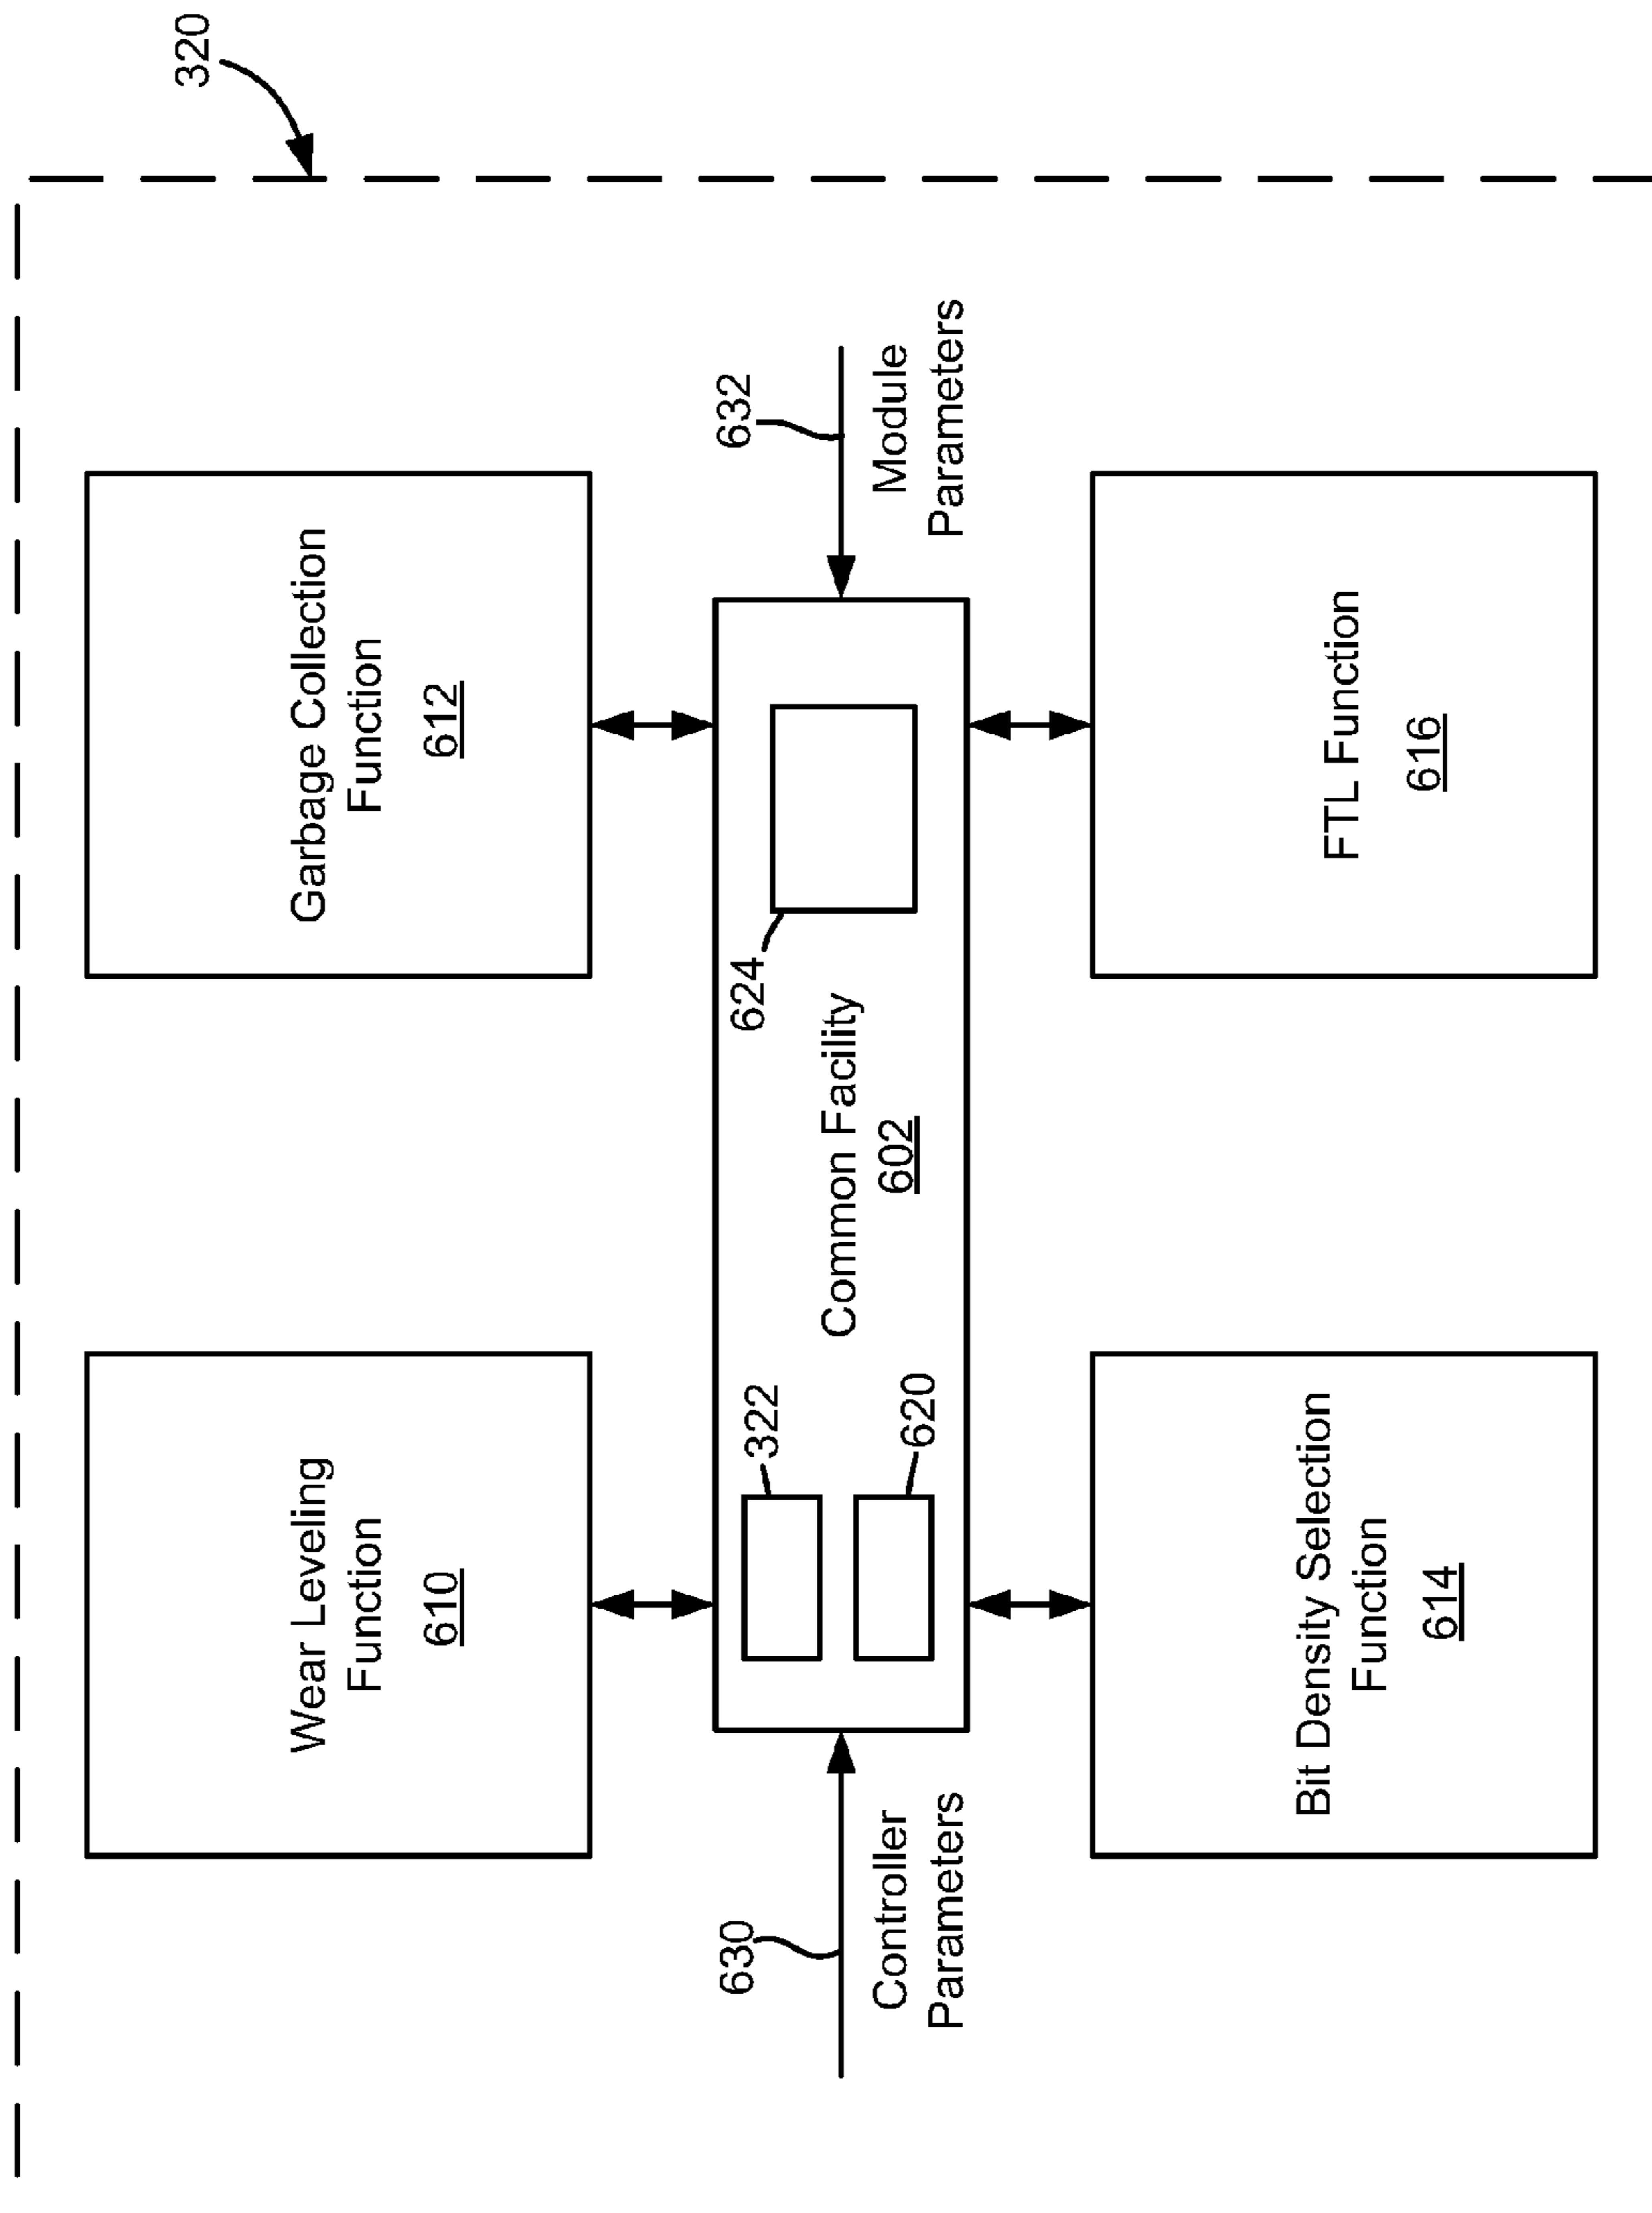 320
Wear Leveling
Function
610
Garbage Collection
Function
612
630
Controller
Parameters
322
620
Common Facility
602
624
632
Module
Parameters
Bit Density Selection
Function
614
FTL Function
616